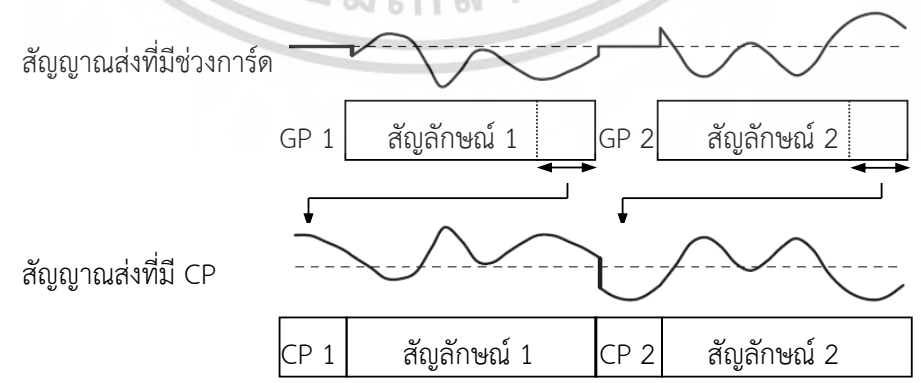 สัญญาณส่งที่มีช่วงการ์ด
GP 1 สัญลักษณ์ 1 GP 2 สัญลักษณ์ 2
สัญญาณส่งที่มี CP
CP 1 สัญลักษณ์ 1 CP 2 สัญลักษณ์ 2